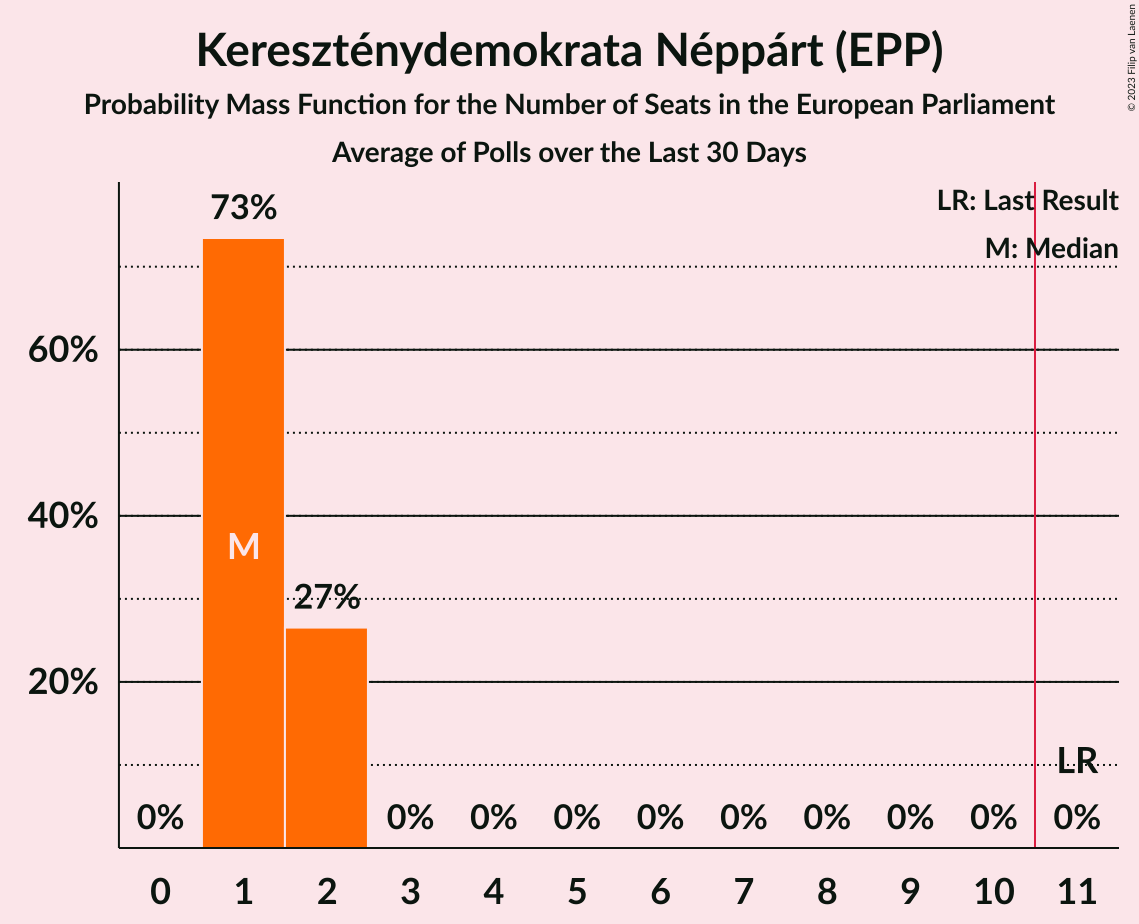 Kereszténydemokrata Néppárt (EPP)
Probability Mass Function for the Number of Seats in the European Parliament
Average of Polls over the Last 30 Days
© 2023 Filip van Laenen
LR: Last Result
M: Median
73%
60%
40%
M
27%
20%
LR
0% 0% 0% 0% 0% 0% 0% 0% 0% 0%
0 1 2 3 4 5 6 7 8 9 10 11